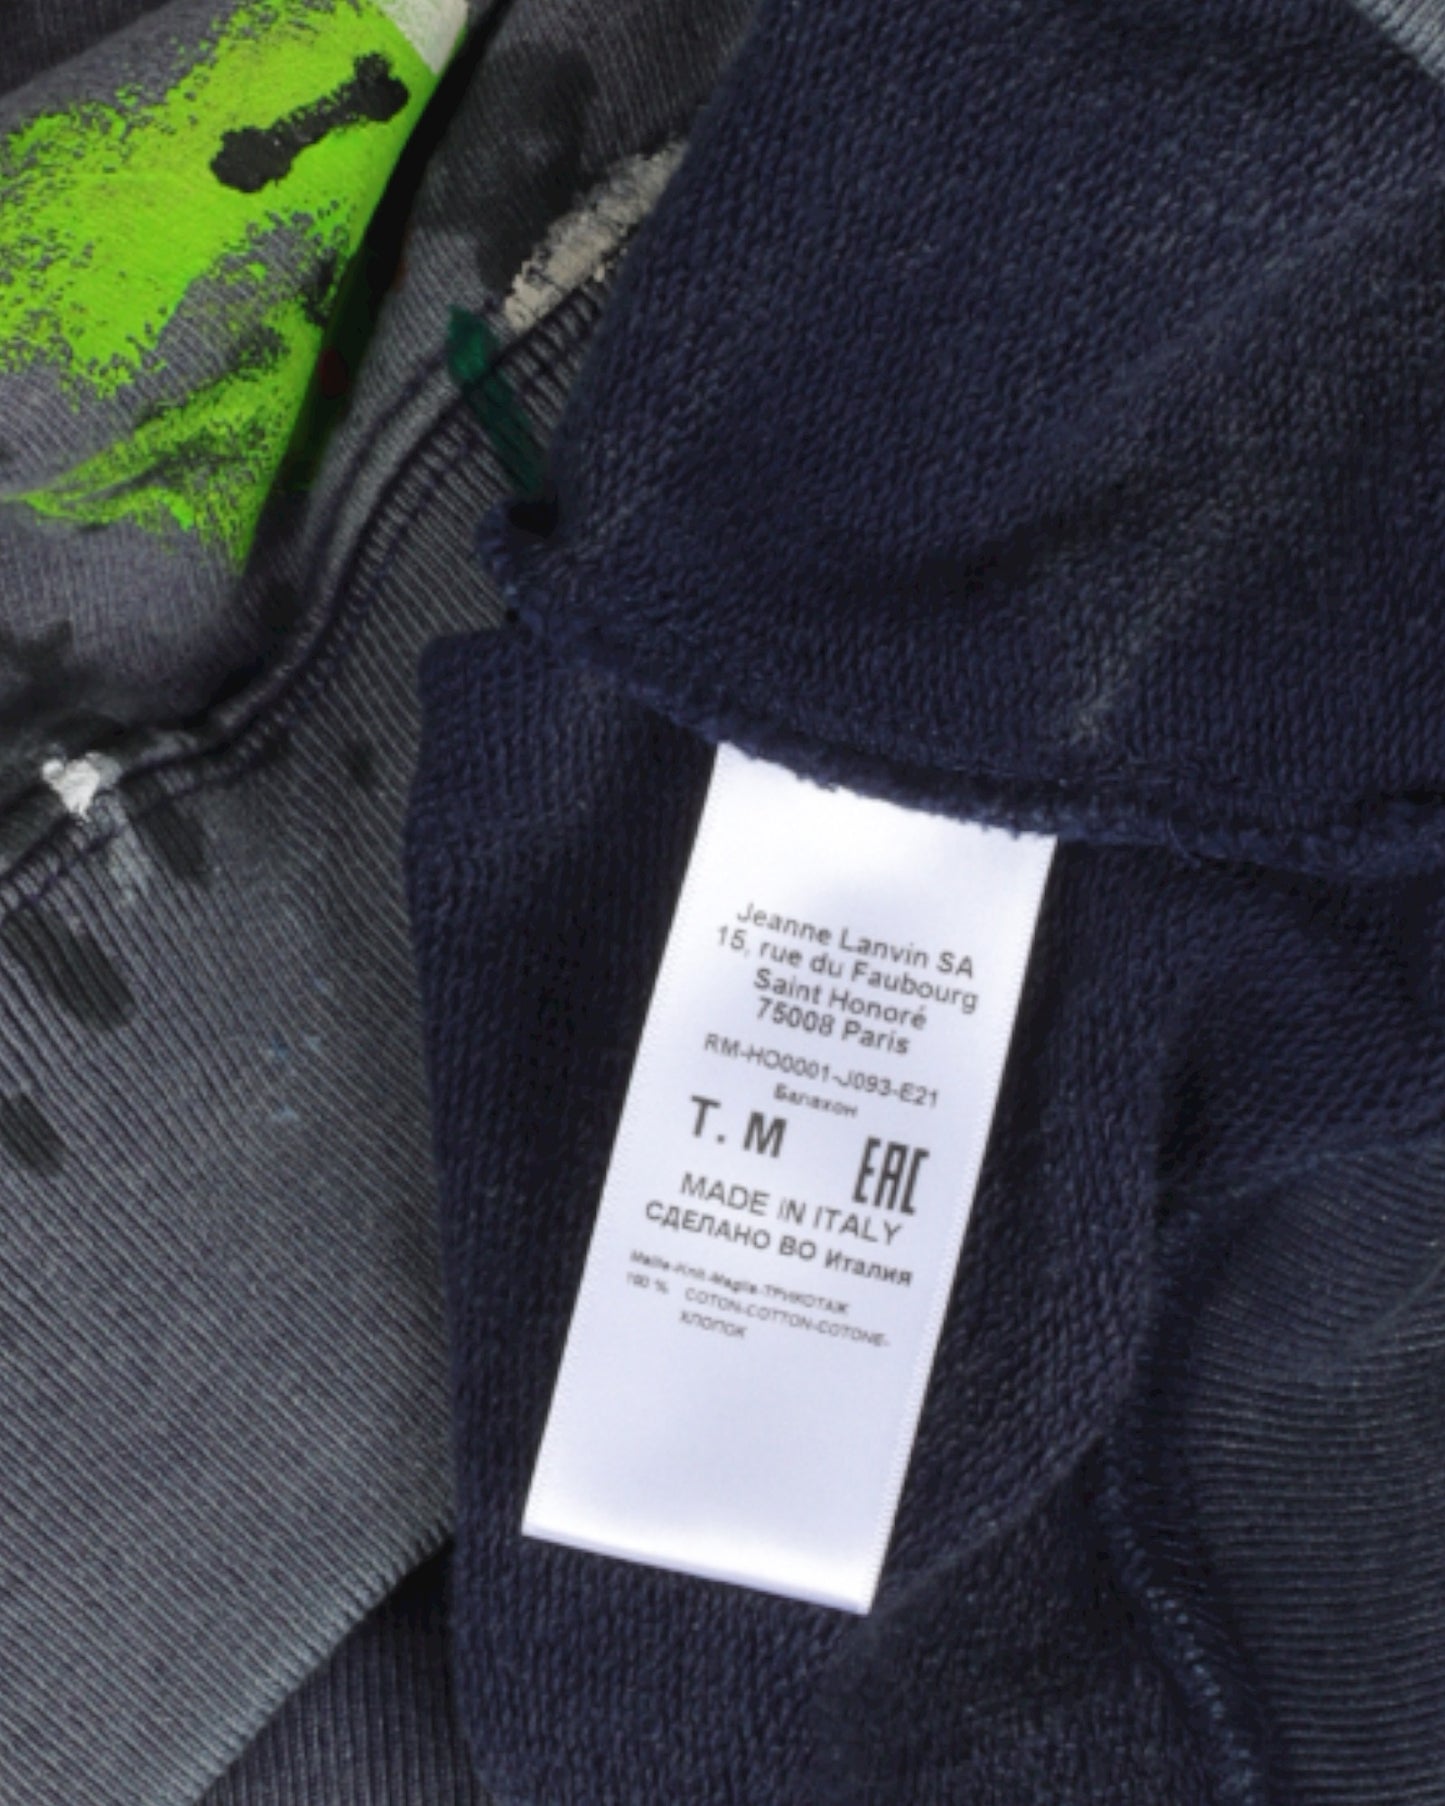 Jeanne Lanvin SA
15, rue du Faubourg
Saint Honoré
75008 Paris
RM-HO0001-J093-E21
Балахон
T. M EAC
MADE IN ITALY
СДЕЛАНО ВО Италия
Maille-Knit-Maglia-ТРИКОТАЖ
100 % COTON-COTTON-COTONE-
ХЛОПОК